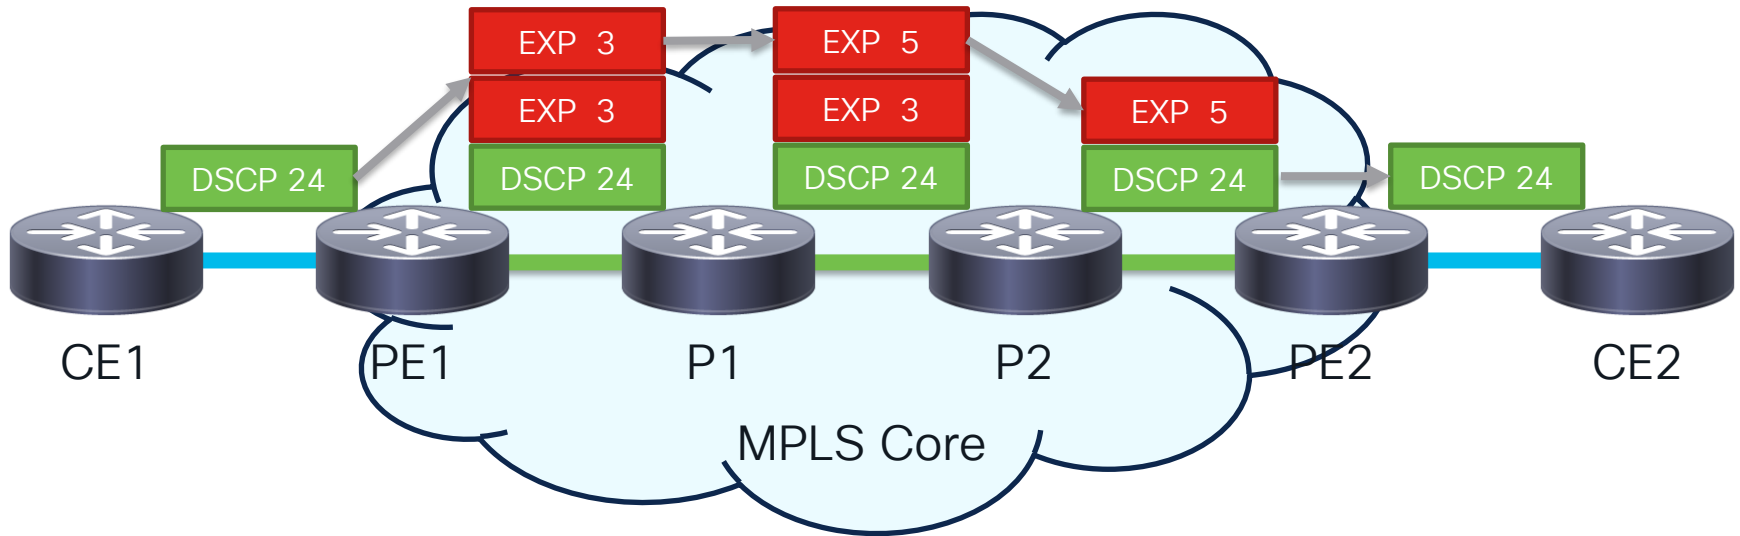 EXP 3
EXP 5
EXP 3
EXP 3
EXP 5
DSCP 24
DSCP 24
DSCP 24
DSCP 24
DSCP 24
CE1
PE1
P1
P2
PE2
CE2
MPLS Core